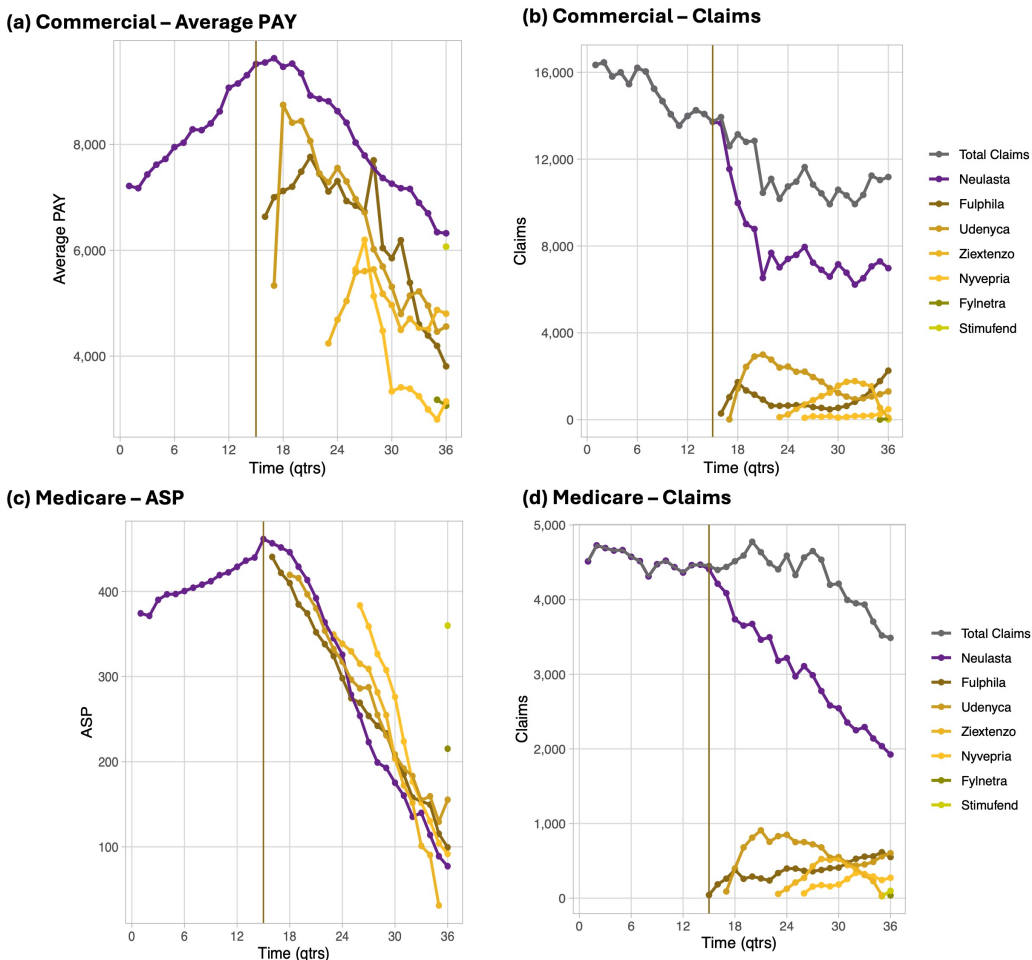 (a) Commercial – Average PAY
Average PAY
8,000
6,000
4,000
0 6 12 18 24 30 36
Time (qtrs)
(b) Commercial – Claims
Claims
16,000
12,000
8,000
4,000
0
0 6 12 18 24 30 36
Time (qtrs)
Total Claims
Neulasta
Fulphila
Udenyca
Ziextenzo
Nyvepria
Fylnetra
Stimufend
(c) Medicare – ASP
ASP
400
300
200
100
0 6 12 18 24 30 36
Time (qtrs)
(d) Medicare – Claims
Claims
5,000
4,000
3,000
2,000
1,000
0
0 6 12 18 24 30 36
Time (qtrs)
Total Claims
Neulasta
Fulphila
Udenyca
Ziextenzo
Nyvepria
Fylnetra
Stimufend